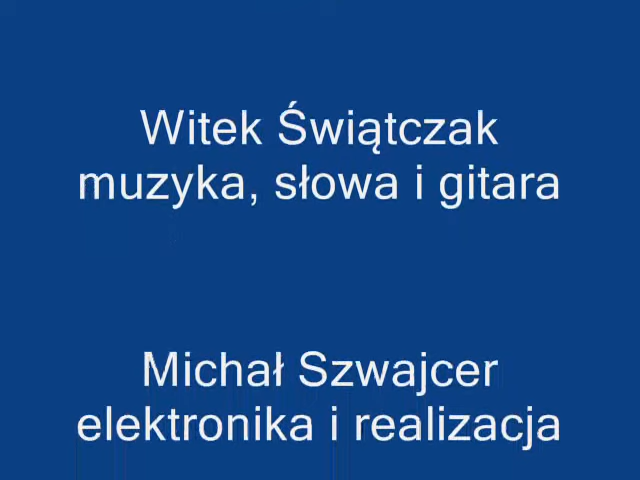 Witek Świątczak
muzyka, słowa i gitara
Michał Szwajcer
elektronika i realizacja